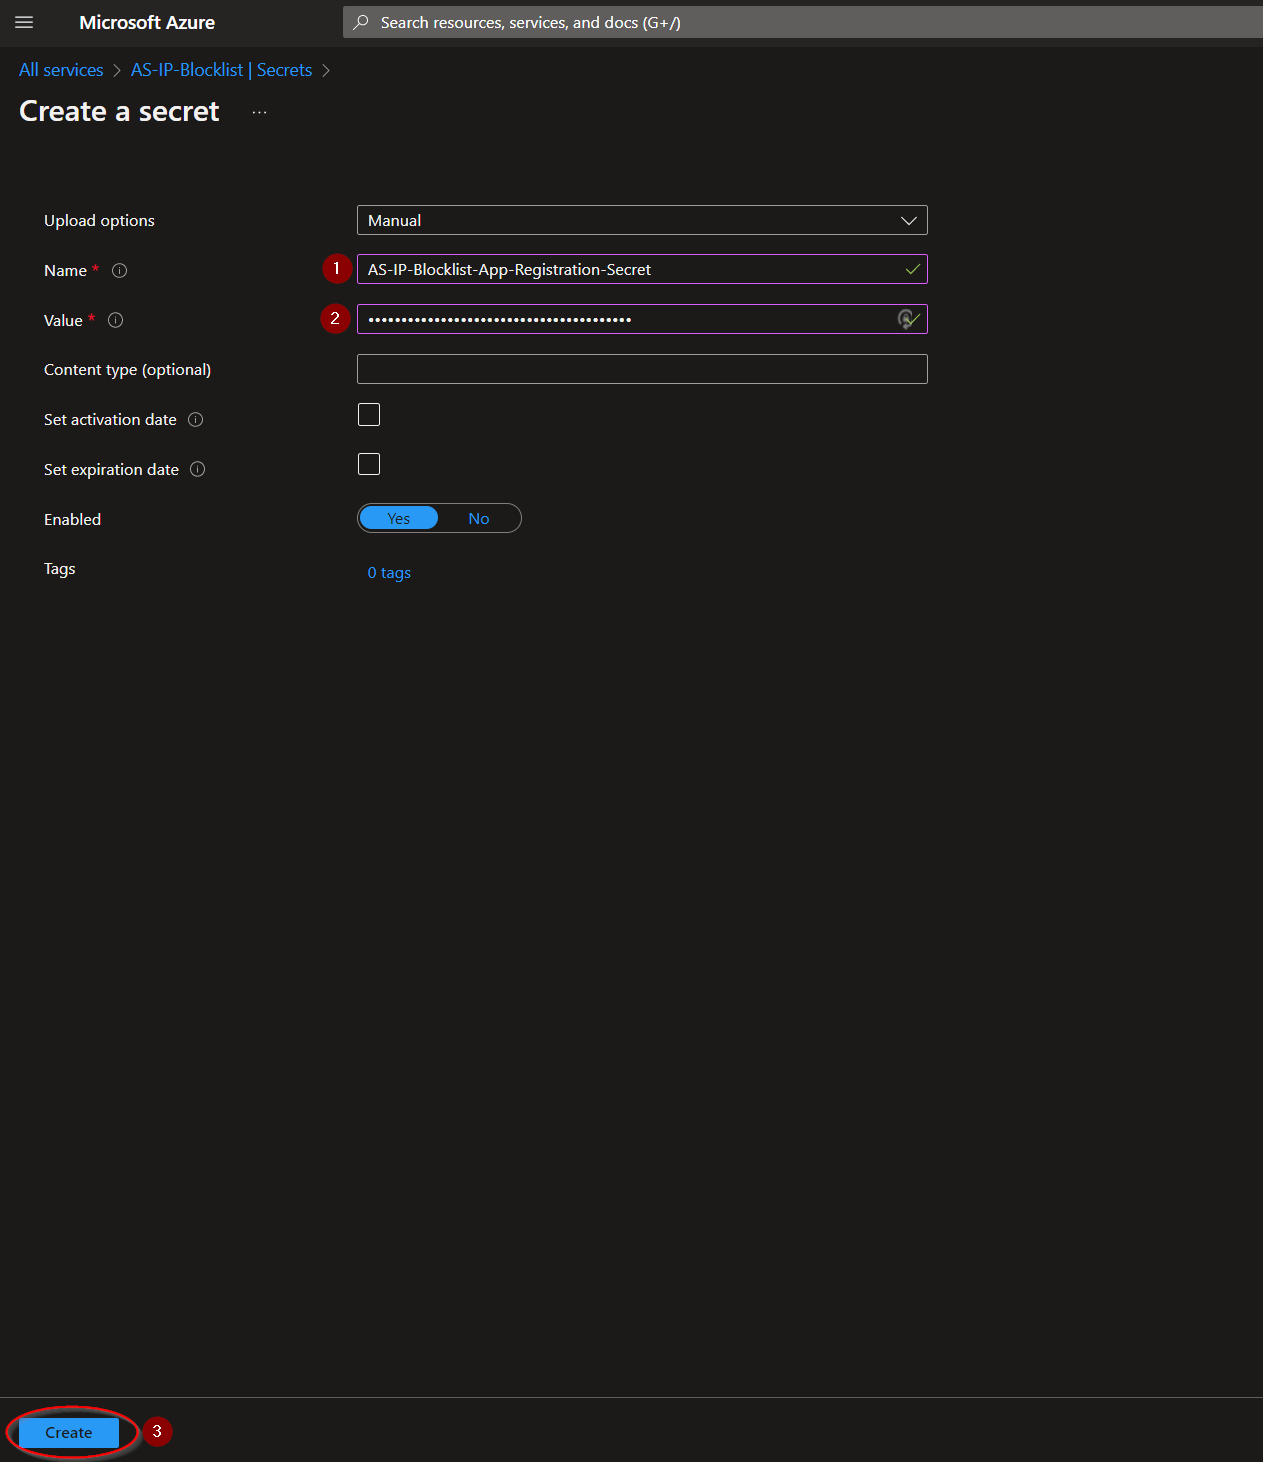 Microsoft Azure
Search resources, services, and docs (G+/)
All services > AS-IP-Blocklist | Secrets >
Create a secret ...
Upload options
Manual
Name *
1
AS-IP-Blocklist-App-Registration-Secret
Value *
2
••••••••••••••••••••••••••••••••••••••••
Content type (optional)
Set activation date
Set expiration date
Enabled
Yes No
Tags
0 tags
Create
3